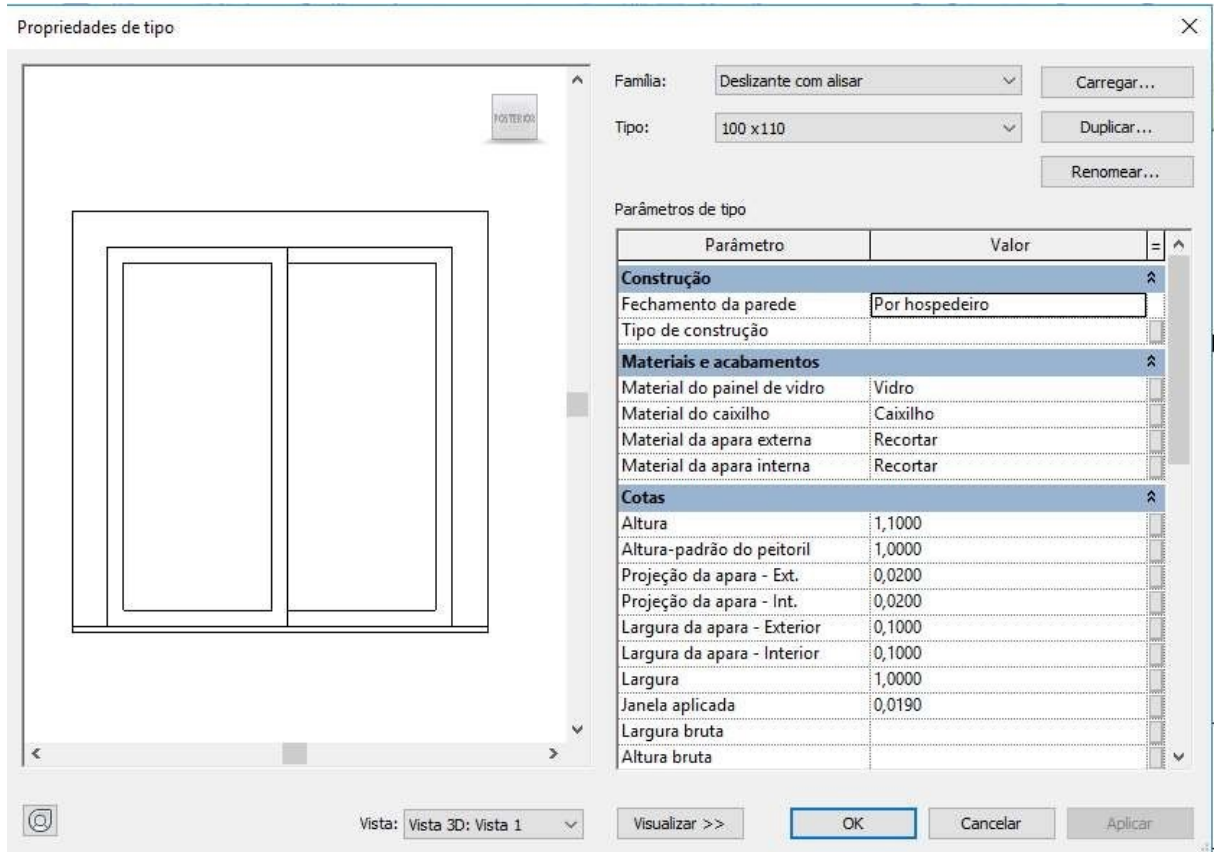 Propriedades de tipo
POSTERIOR
Família: Deslizante com alisar Carregar...
Tipo: 100 x110 Duplicar...
Renomear...
Parâmetros de tipo
Parâmetro Valor =
Construção
Fechamento da parede Por hospedeiro
Tipo de construção
Materiais e acabamentos
Material do painel de vidro Vidro
Material do caixilho Caixilho
Material da apara externa Recortar
Material da apara interna Recortar
Cotas
Altura 1,1000
Altura-padrão do peitoril 1,0000
Projeção da apara - Ext. 0,0200
Projeção da apara - Int. 0,0200
Largura da apara - Exterior 0,1000
Largura da apara - Interior 0,1000
Largura 1,0000
Janela aplicada 0,0190
Largura bruta
Altura bruta
Vista: Vista 3D: Vista 1 Visualizar >> OK Cancelar Aplicar